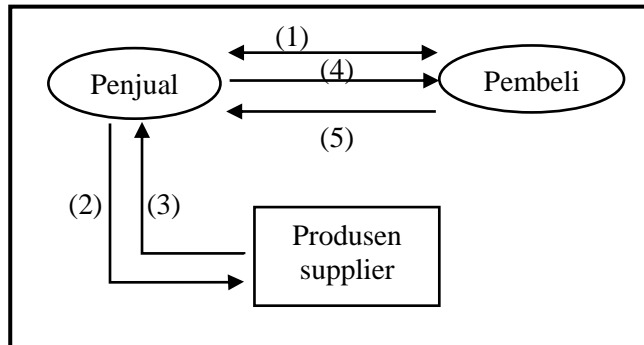 (1)
Penjual
(4)
Pembeli
(5)
(2)
(3)
Produsen
supplier